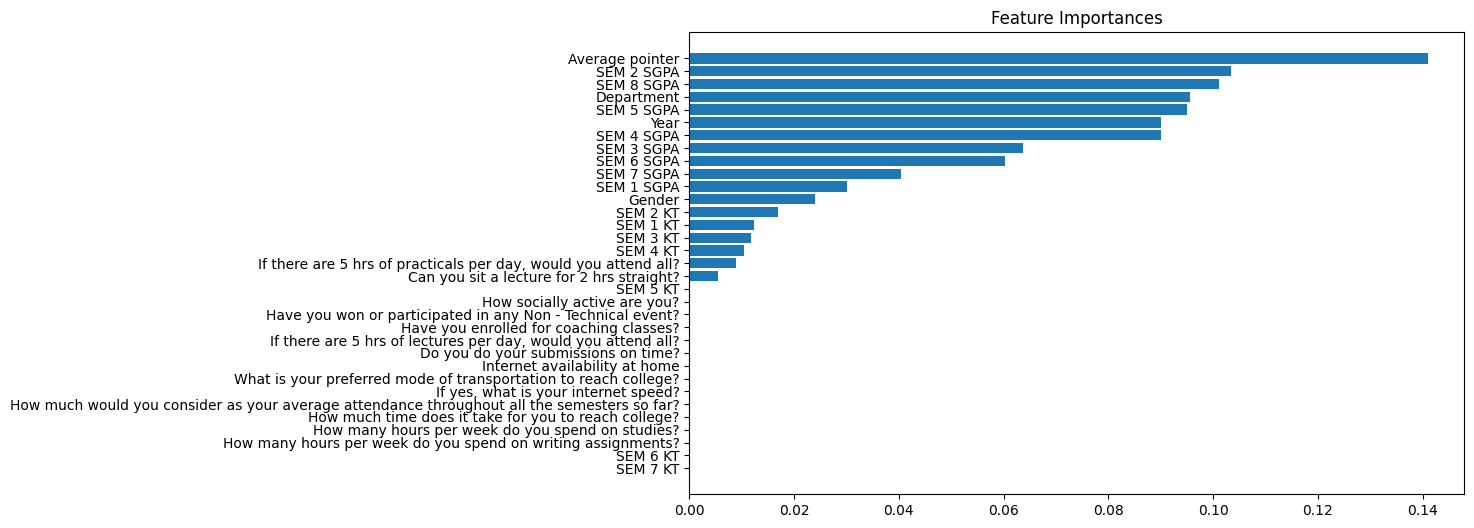 Feature Importances
Average pointer
SEM 2 SGPA
SEM 8 SGPA
Department
SEM 5 SGPA
Year
SEM 4 SGPA
SEM 3 SGPA
SEM 6 SGPA
SEM 7 SGPA
SEM 1 SGPA
Gender
SEM 2 KT
SEM 1 KT
SEM 3 KT
SEM 4 KT
If there are 5 hrs of practicals per day, would you attend all?
Can you sit a lecture for 2 hrs straight?
SEM 5 KT
How socially active are you?
Have you won or participated in any Non - Technical event?
Have you enrolled for coaching classes?
If there are 5 hrs of lectures per day, would you attend all?
Do you do your submissions on time?
Internet availability at home
What is your preferred mode of transportation to reach college?
If yes, what is your internet speed?
How much would you consider as your average attendance throughout all the semesters so far?
How much time does it take for you to reach college?
How many hours per week do you spend on studies?
How many hours per week do you spend on writing assignments?
SEM 6 KT
SEM 7 KT
0.00 0.02 0.04 0.06 0.08 0.10 0.12 0.14